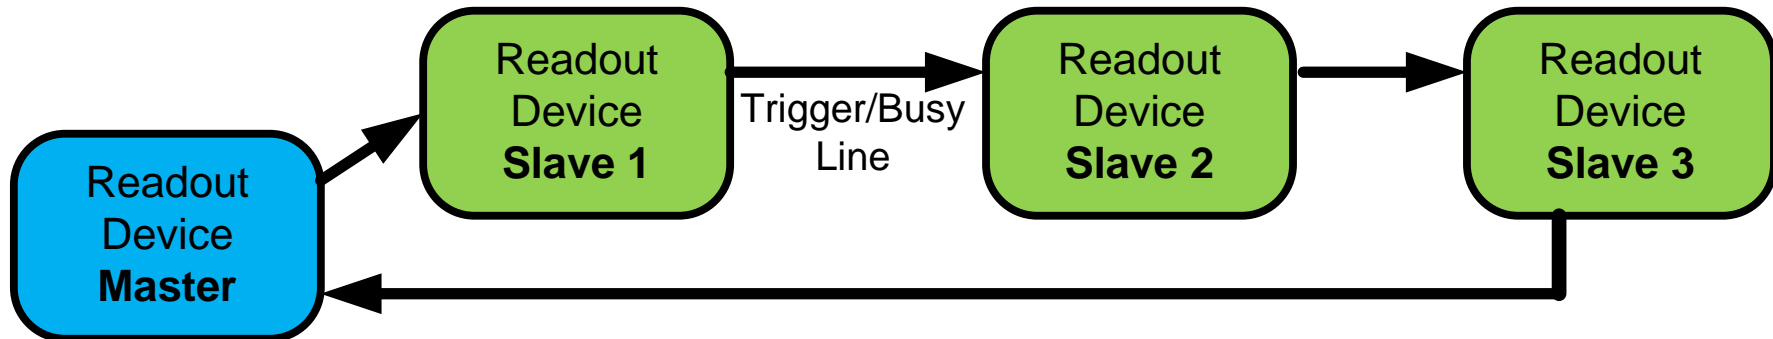 Readout
Device
Master
Readout
Device
Slave 1
Trigger/Busy
Line
Readout
Device
Slave 2
Readout
Device
Slave 3